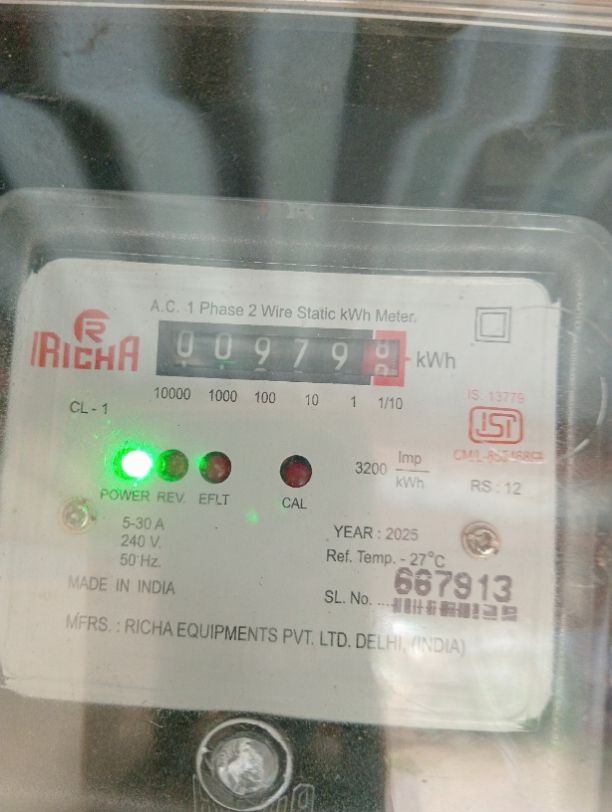 A.C. 1 Phase 2 Wire Static kWh Meter.
R
RICHA
0 0 9 7 9 kWh
10000 1000 100 10 1 1/10
CL - 1
IS: 13779
ISI
RS : 12
3200 Imp/kWh
POWER REV. EFLT CAL
5-30 A
240 V.
50 Hz.
YEAR : 2025
Ref. Temp. - 27°C
MADE IN INDIA
SL. No. .... 667913
MFRS. : RICHA EQUIPMENTS PVT. LTD. DELHI, (INDIA)